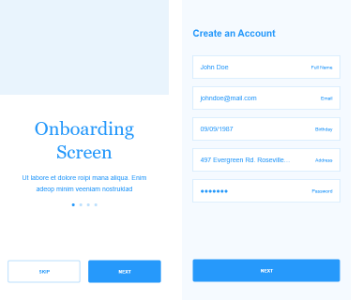 Onboarding
Screen
Ut labore et dolore roipi mana aliqua. Enim
adeop minim veeniam nostruklad
SKIP
NEXT
Create an Account
John Doe
Full Name
johndoe@mail.com
Email
09/09/1987
Birthday
497 Evergreen Rd. Roseville...
Address
Password
NEXT